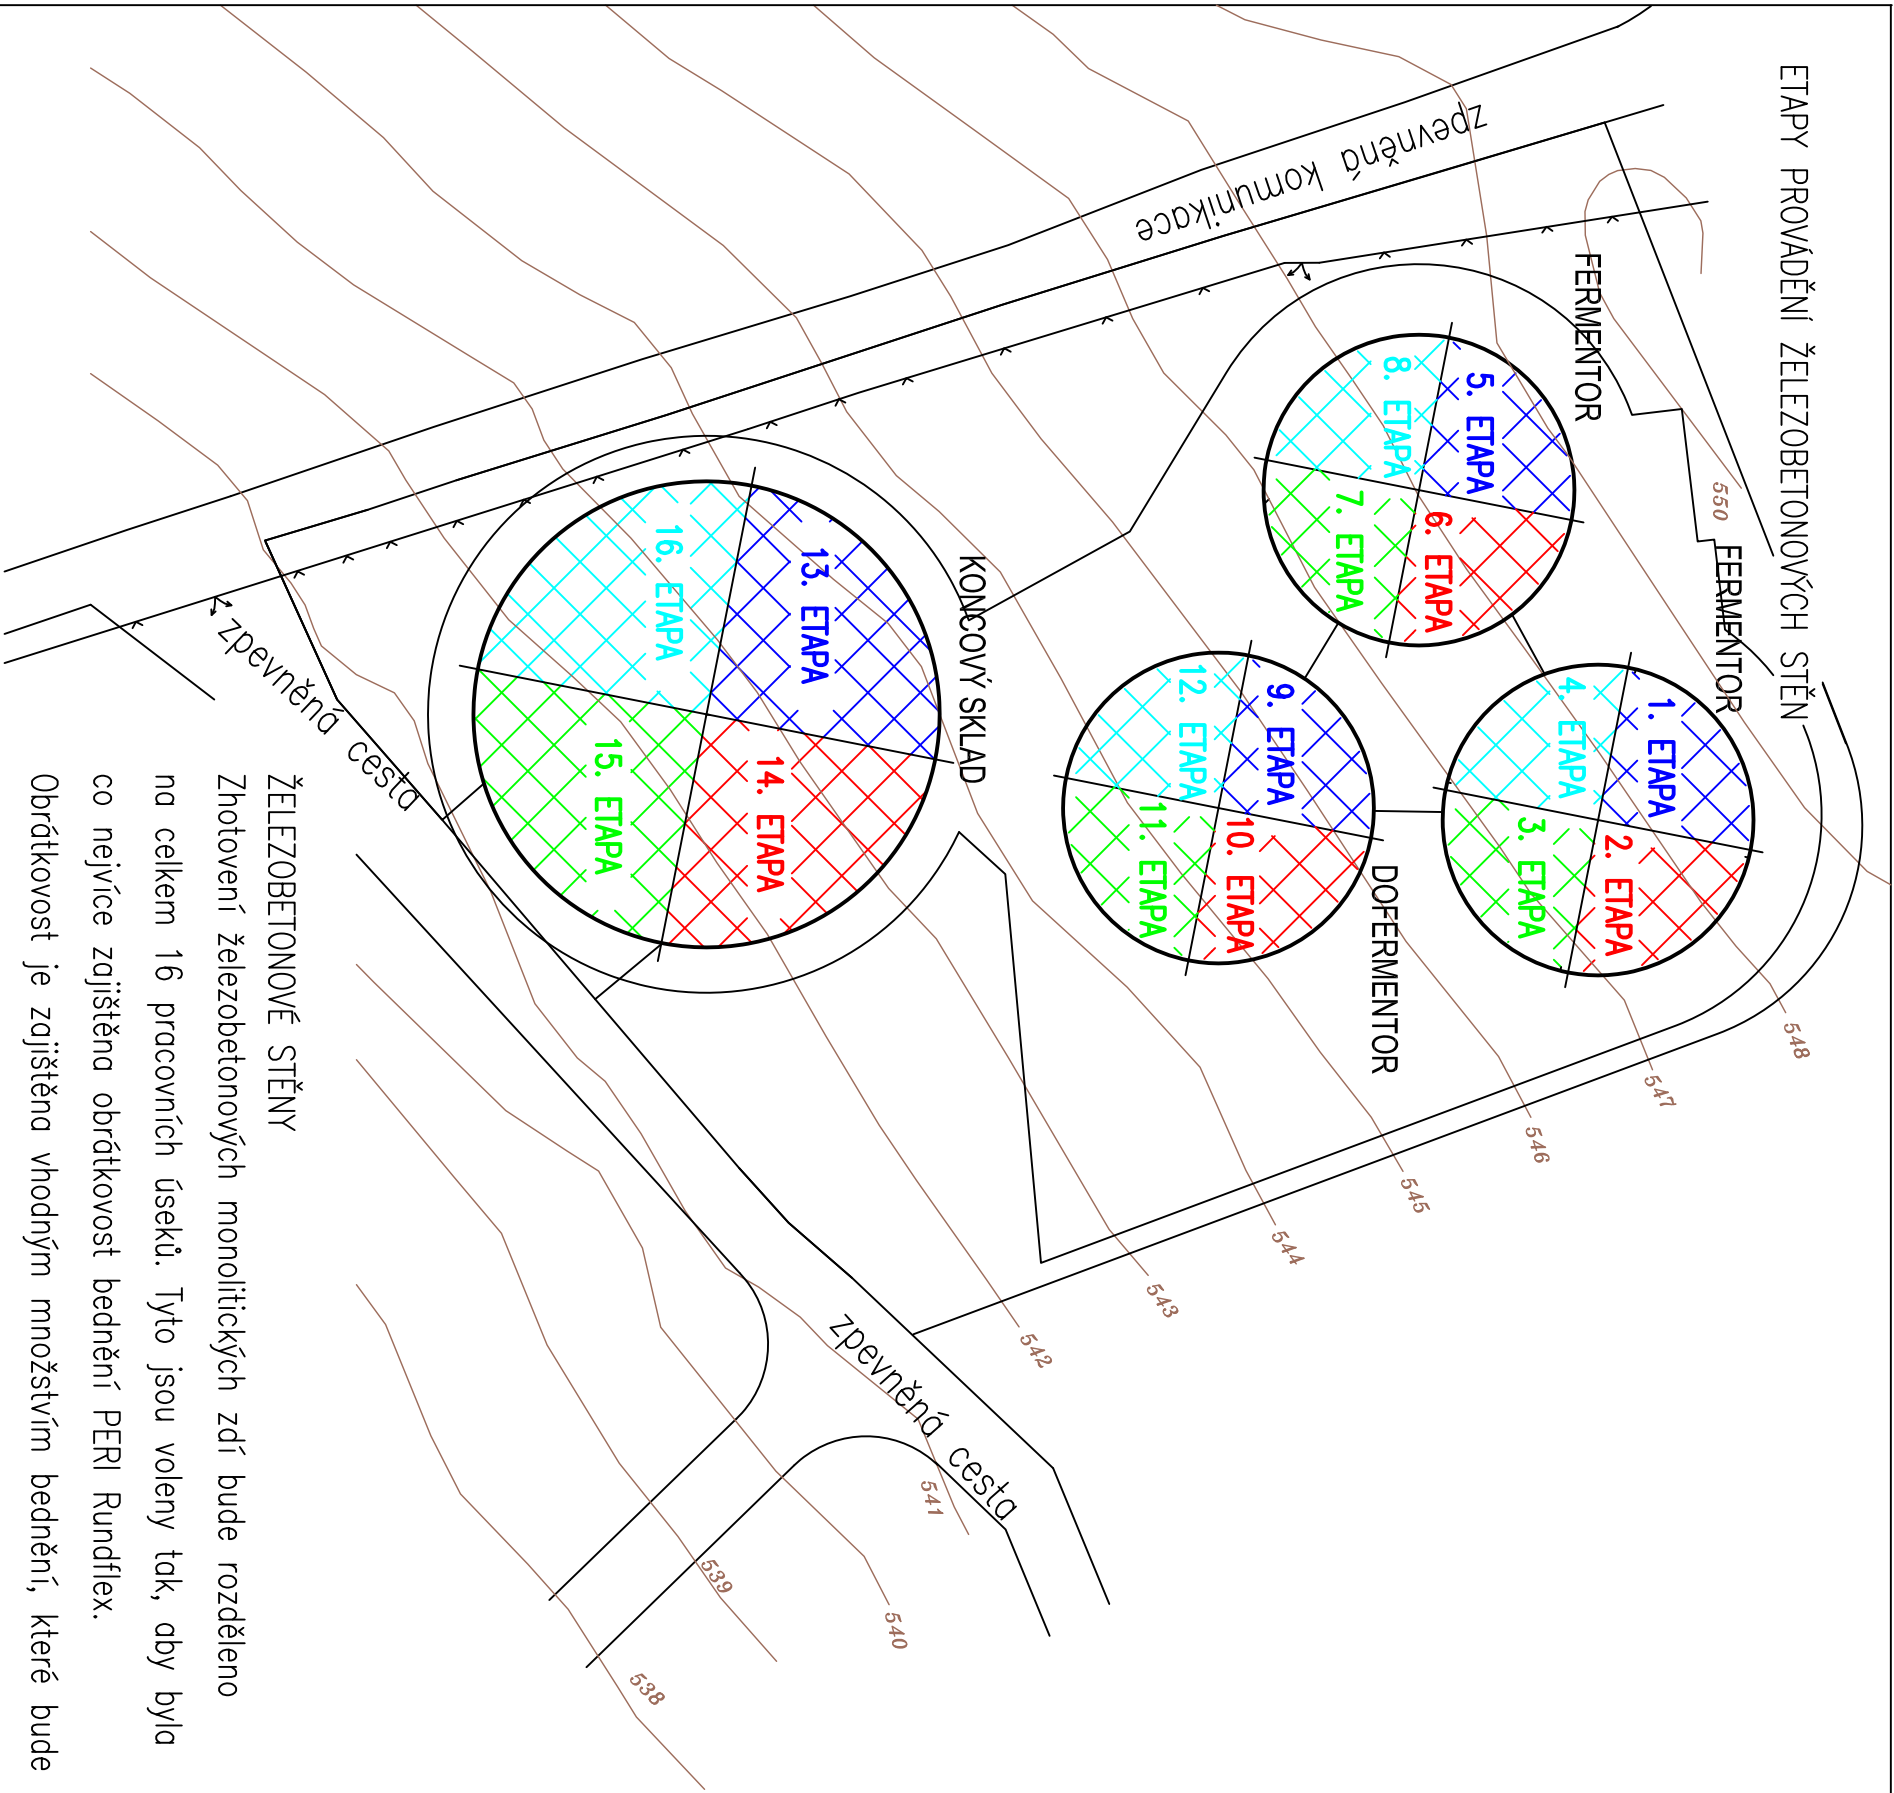 ETAPY PROVÁDĚNÍ ŽELEZOBETONOVÝCH STĚN
FERMENTOR
550
FERMENTOR
1. ETAPA
2. ETAPA
4. ETAPA
3. ETAPA
5. ETAPA
6. ETAPA
8. ETAPA
7. ETAPA
DOFERMENTOR
9. ETAPA
10. ETAPA
12. ETAPA
11. ETAPA
KONCOVÝ SKLAD
13. ETAPA
14. ETAPA
16. ETAPA
15. ETAPA
zpevněná komunikace
548
547
546
545
544
543
542
541
540
539
538
zpevněná cesta
zpevněná cesta
ŽELEZOBETONOVÉ STĚNY
Zhotovení železobetonových monolitických zdí bude rozděleno
na celkem 16 pracovních úseků. Tyto jsou voleny tak, aby byla
co nejvíce zajištěna obrátkovost bednění PERI Rundflex.
Obrátkovost je zajištěna vhodným množstvím bednění, které bude